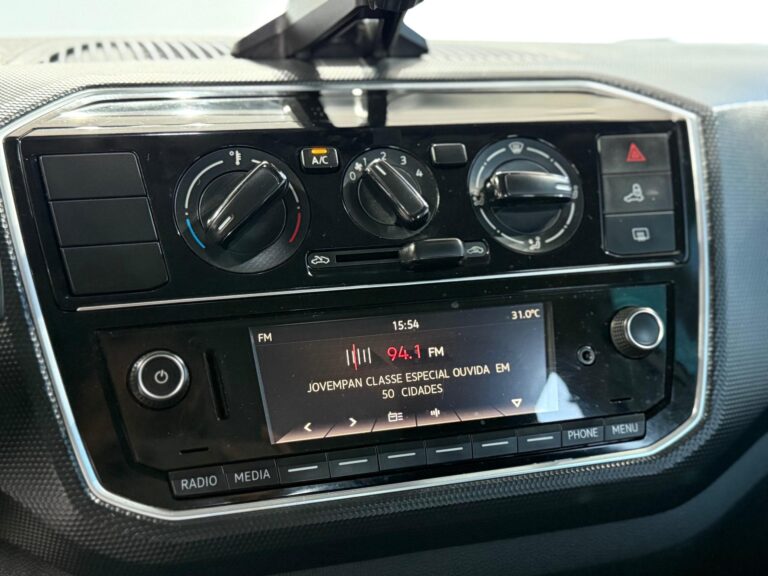 A/C
0 1 2 3 4
15:54
31.0°C
FM
94.1 FM
JOVEMPAN CLASSE ESPECIAL OUVIDA EM
50 CIDADES
RADIO MEDIA PHONE MENU